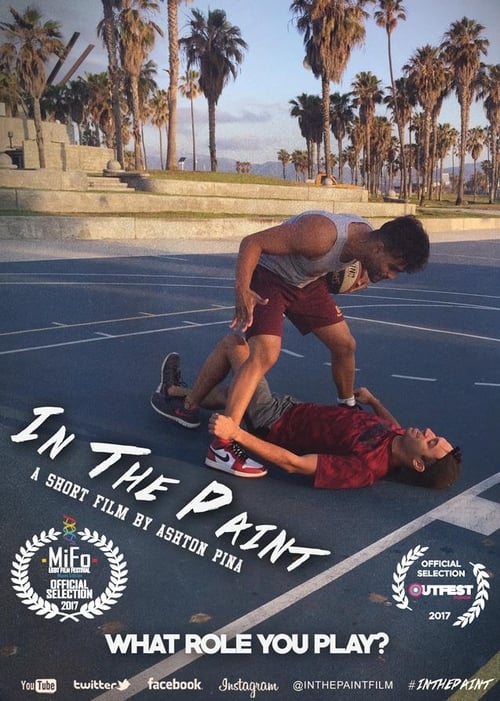 IN THE PAINT
A SHORT FILM BY ASHTON PINA
MiFo
LGBT FILM FESTIVAL
OFFICIAL
SELECTION
2017
OFFICIAL
SELECTION
OUTFEST
2017
WHAT ROLE YOU PLAY?
YouTube twitter facebook Instagram @INTHEPAINTFILM #INTHEPAINT